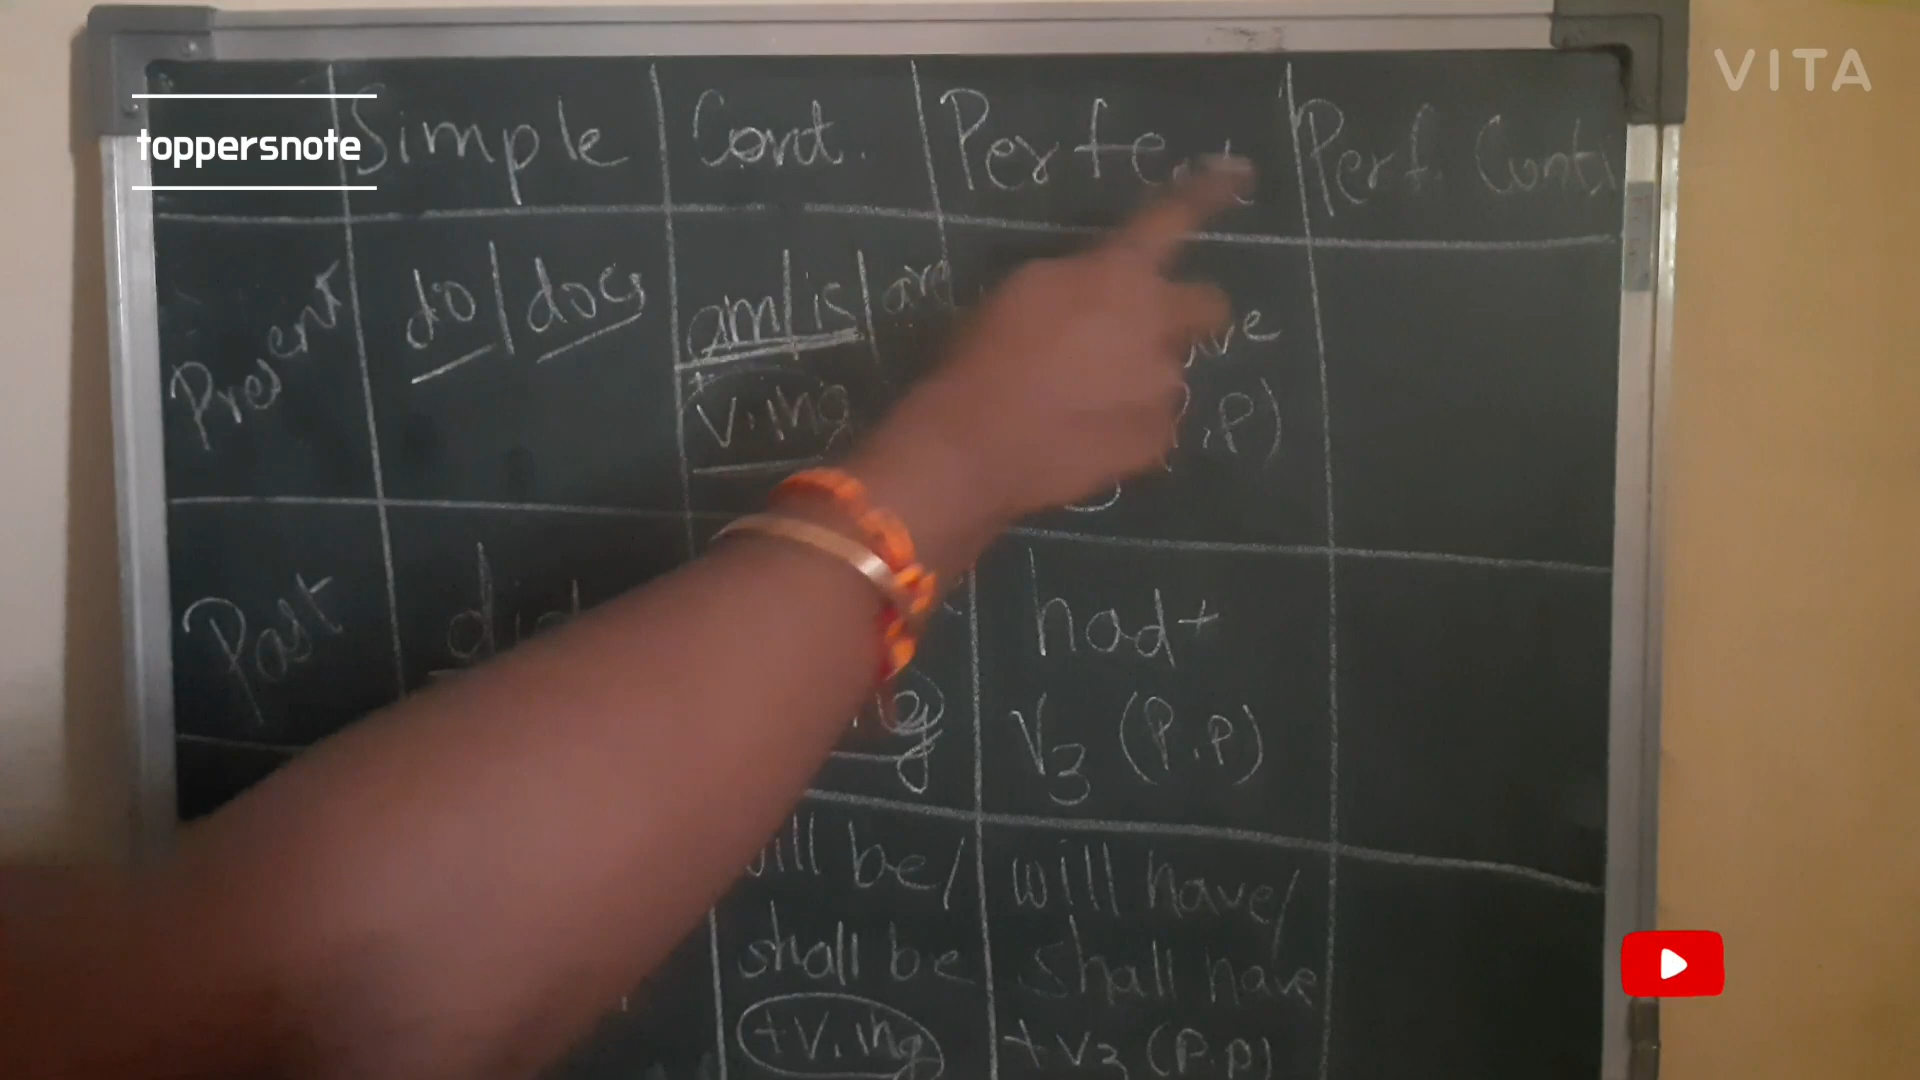 VITA
toppersnote
Simple Cont. Perfect Perf. Conti
Present do/does am/is/are
V.ing P.P)
Past had+
V3 (P.P)
will be/ will have/
shall be shall have
+V.ing +V3 (P.P)